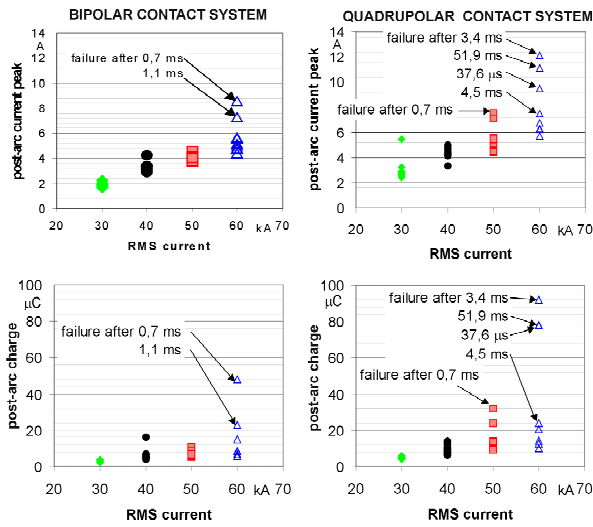 BIPOLAR CONTACT SYSTEM
14
A
12
10
8
6
4
2
0
post-arc current peak
failure after 0,7 ms
1,1 ms
20 30 40 50 60 kA 70
RMS current
QUADRUPOLAR CONTACT SYSTEM
14
A
12
10
8
6
4
2
0
post-arc current peak
failure after 3,4 ms
51,9 ms
37,6 µs
4,5 ms
failure after 0,7 ms
20 30 40 50 60 kA 70
RMS current
100
µC
80
60
40
20
0
post-arc charge
failure after 0,7 ms
1,1 ms
20 30 40 50 60 kA 70
RMS current
100
µC
80
60
40
20
0
post-arc charge
failure after 3,4 ms
51,9 ms
37,6 µs
4,5 ms
failure after 0,7 ms
20 30 40 50 60 kA 70
RMS current